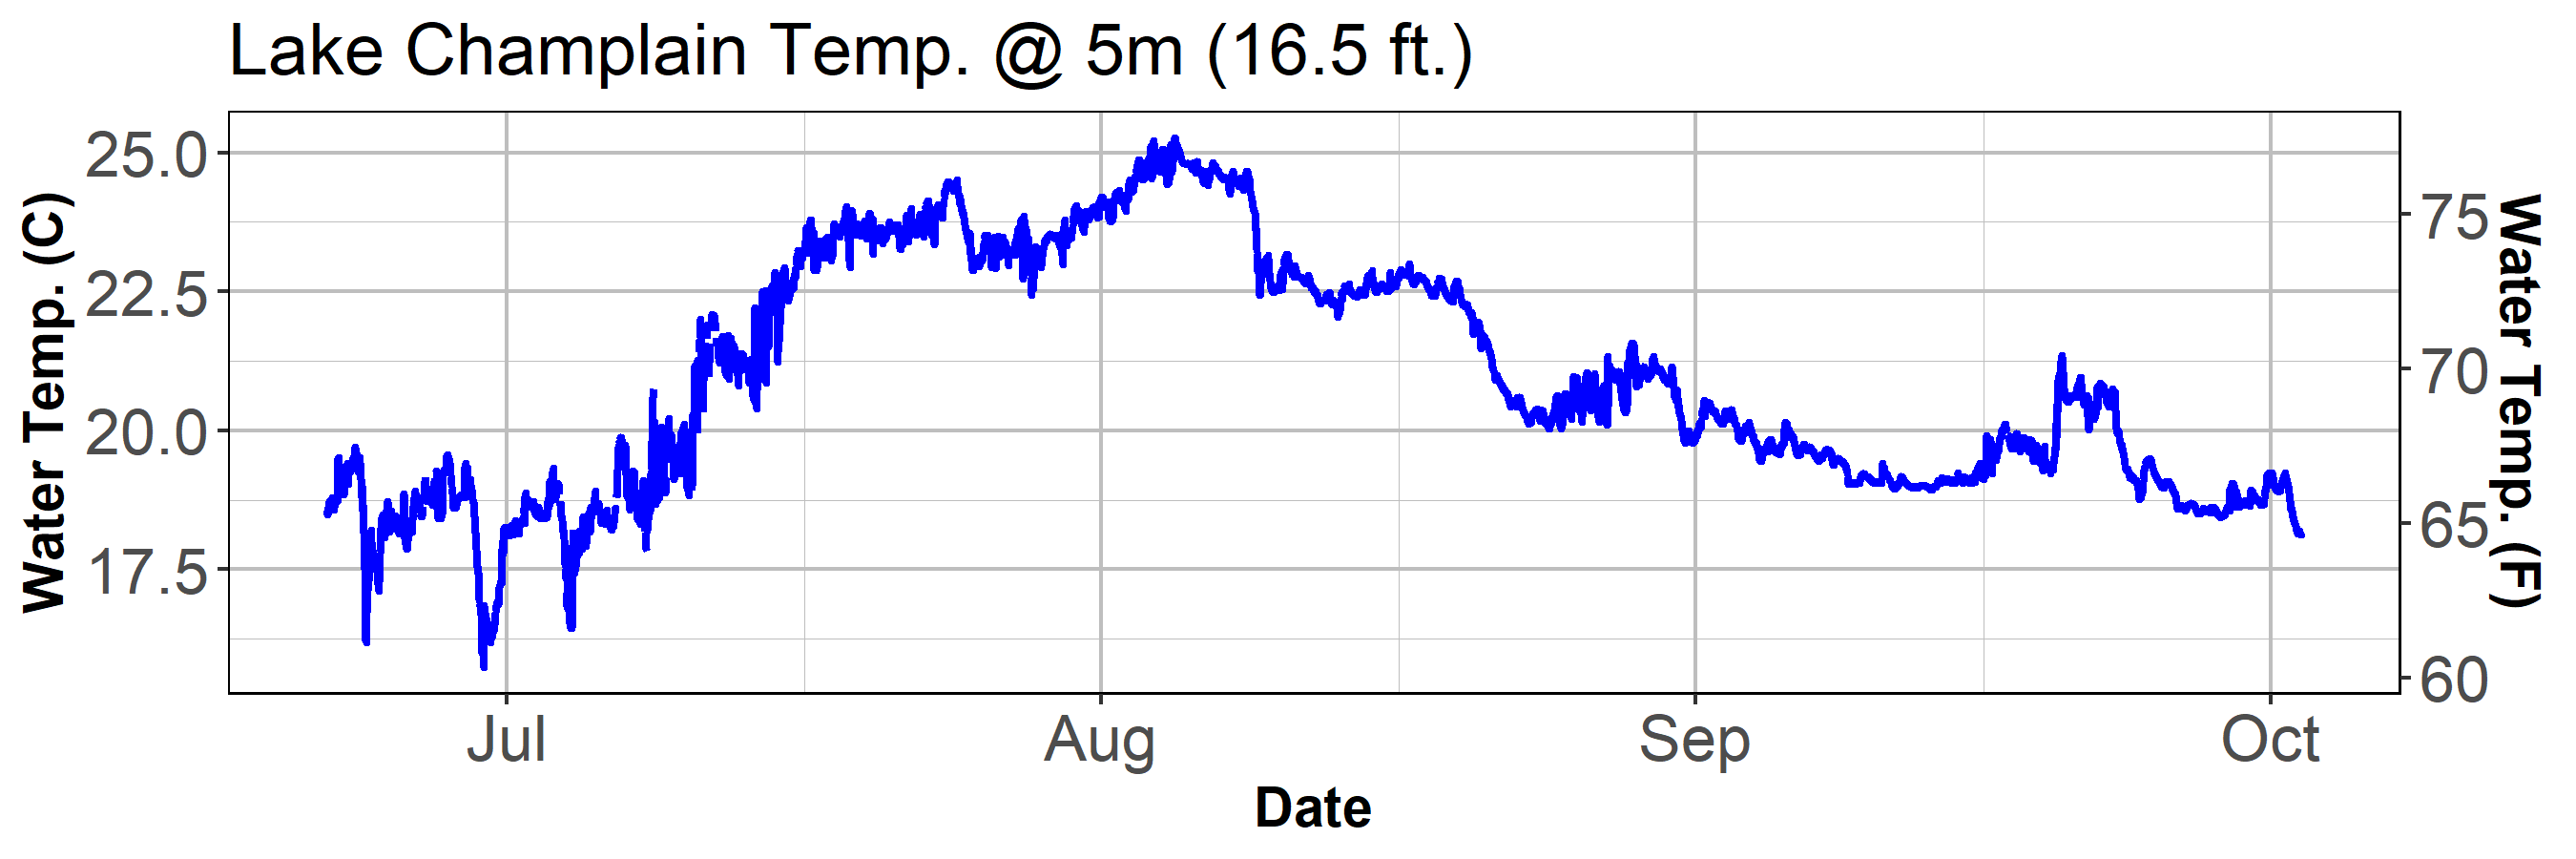 Lake Champlain Temp. @ 5m (16.5 ft.)
Water Temp. (C)
25.0
22.5
20.0
17.5
75
70
65
60
Water Temp. (F)
Jul Aug Sep Oct
Date